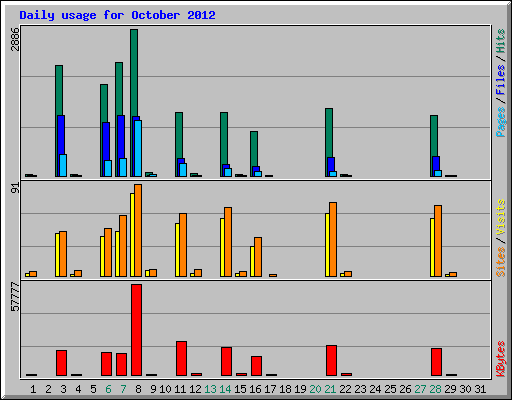 Daily usage for October 2012
2886
Pages / Files / Hits
91
Sites / Visits
57777
KBytes
1 2 3 4 5 6 7 8 9 10 11 12 13 14 15 16 17 18 19 20 21 22 23 24 25 26 27 28 29 30 31